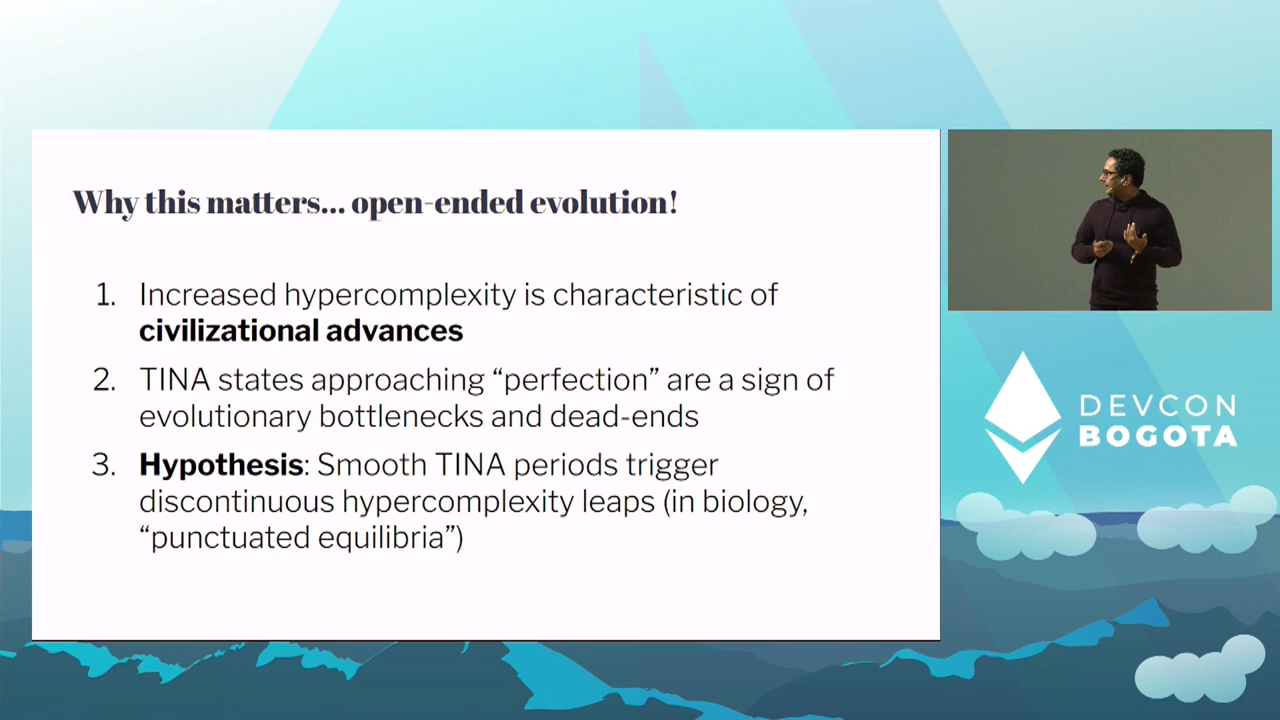 Why this matters... open-ended evolution!
1. Increased hypercomplexity is characteristic of
civilizational advances
2. TINA states approaching “perfection” are a sign of
evolutionary bottlenecks and dead-ends
3. Hypothesis: Smooth TINA periods trigger
discontinuous hypercomplexity leaps (in biology,
“punctuated equilibria”)
DEVCON
BOGOTA